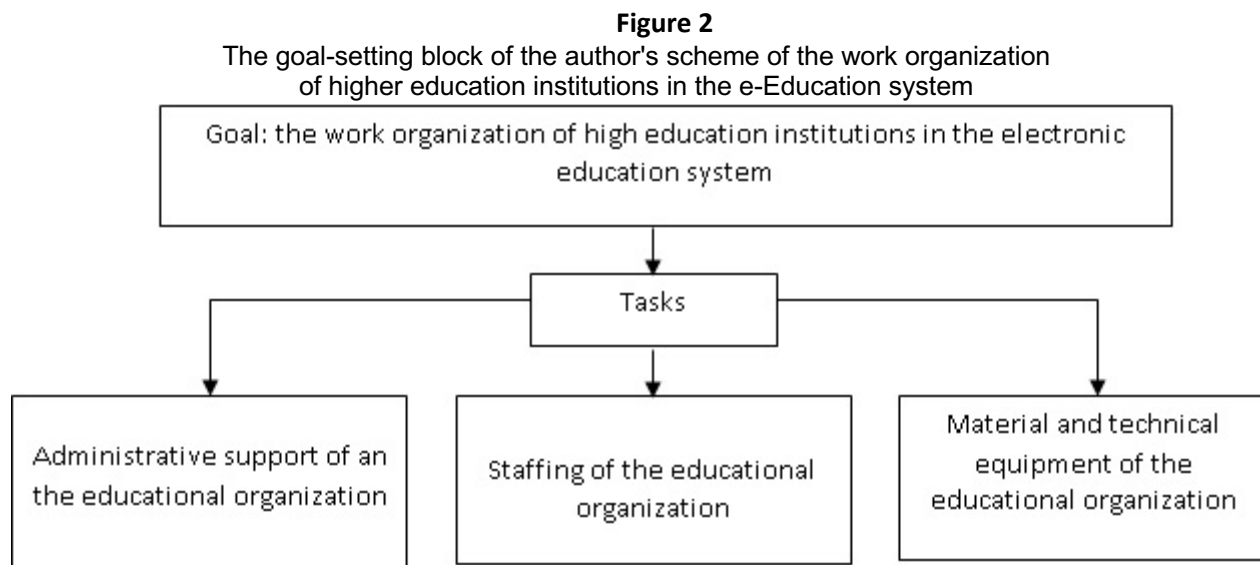 Figure 2
The goal-setting block of the author's scheme of the work organization
of higher education institutions in the e-Education system
Goal: the work organization of high education institutions in the electronic
education system
Tasks
Administrative support of an
the educational organization
Staffing of the educational
organization
Material and technical
equipment of the
educational organization